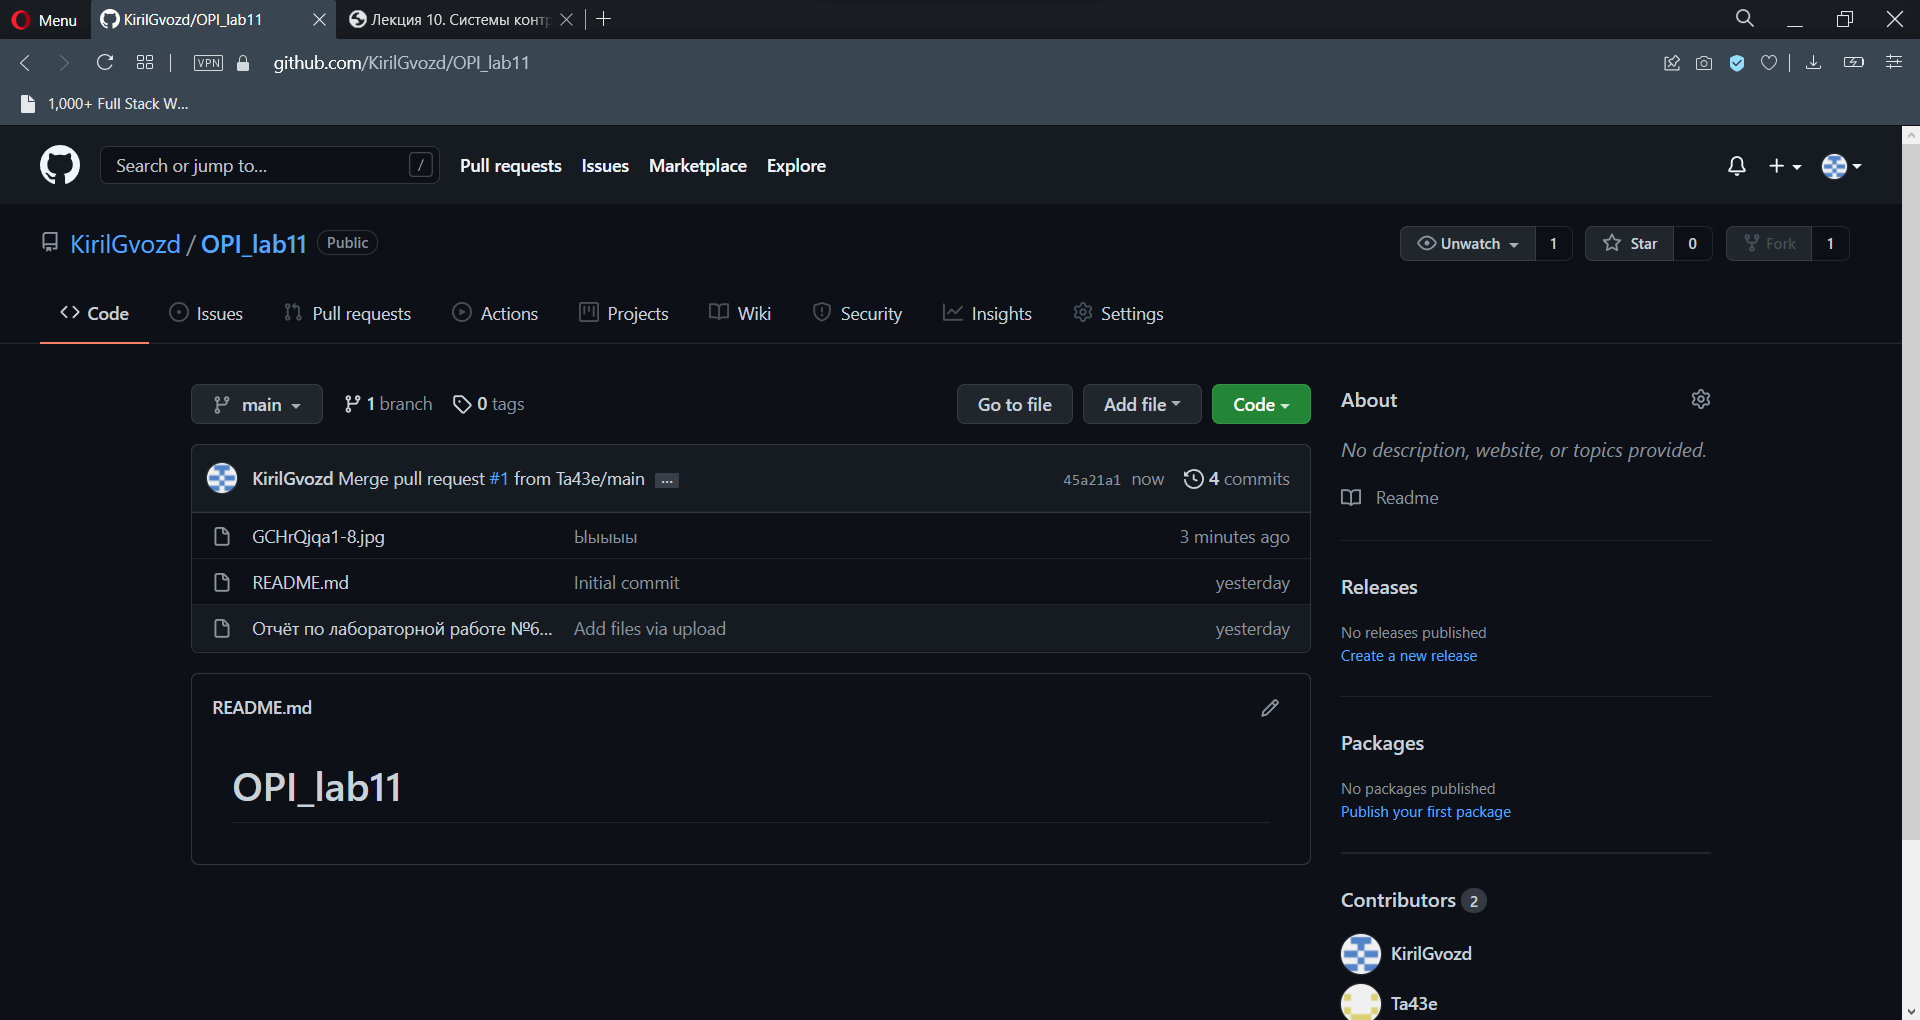 Menu
KirilGvozd/OPI_lab11
Лекция 10. Системы контр
VPN
github.com/KirilGvozd/OPI_lab11
1,000+ Full Stack W...
Search or jump to... /
Pull requests Issues Marketplace Explore
KirilGvozd / OPI_lab11 Public
Unwatch 1 Star 0 Fork 1
Code Issues Pull requests Actions Projects Wiki Security Insights Settings
main 1 branch 0 tags Go to file Add file Code
KirilGvozd Merge pull request #1 from Ta43e/main ... 45a21a1 now 4 commits
GCHrQjqa1-8.jpg Ыыыыы 3 minutes ago
README.md Initial commit yesterday
Отчёт по лабораторной работе №6... Add files via upload yesterday
README.md
OPI_lab11
About
No description, website, or topics provided.
Readme
Releases
No releases published
Create a new release
Packages
No packages published
Publish your first package
Contributors 2
KirilGvozd
Ta43e